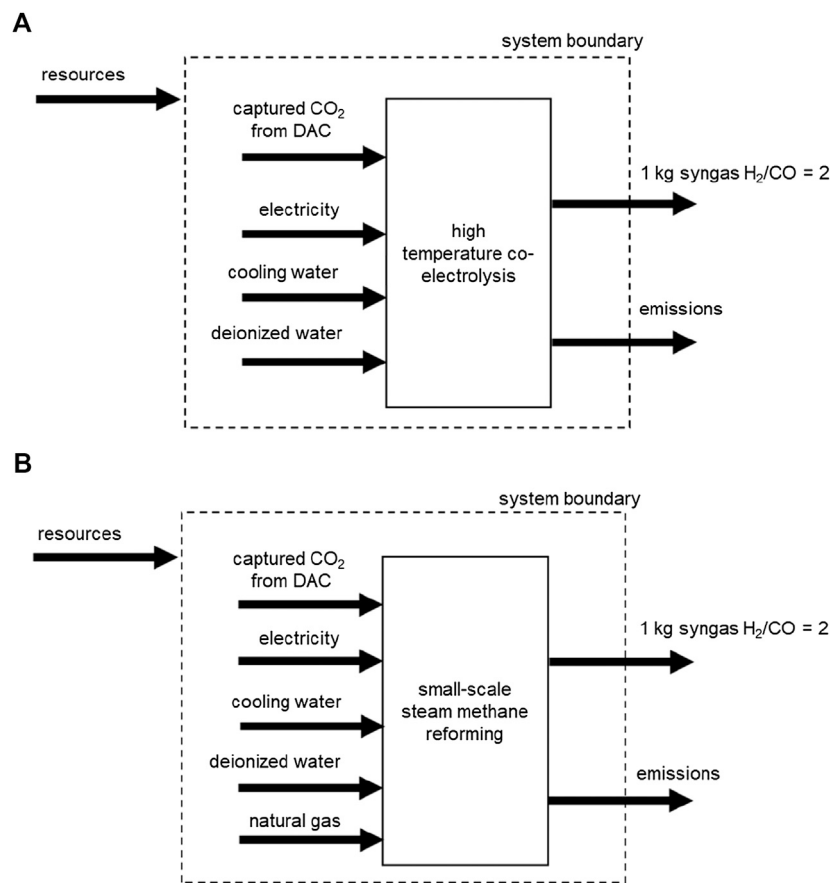 A
system boundary
resources
captured CO₂
from DAC
1 kg syngas H₂/CO = 2
electricity
high
temperature co-
electrolysis
cooling water
emissions
deionized water
B
system boundary
resources
captured CO₂
from DAC
1 kg syngas H₂/CO = 2
electricity
small-scale
steam methane
reforming
cooling water
deionized water
emissions
natural gas